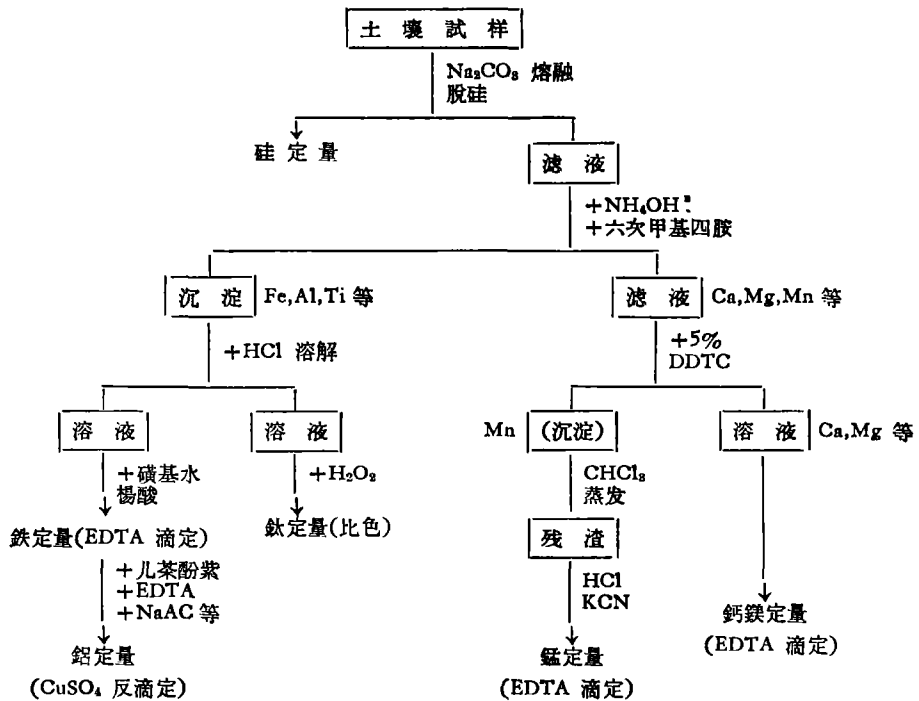 土壤試样
Na₂CO₃ 熔融
脫硅
硅定量
滤液
+NH₄OH
+六次甲基四胺
沉淀 Fe,Al,Ti 等
滤液 Ca,Mg,Mn 等
+HCl 溶解
+5%
DDTC
溶液
溶液
Mn (沉淀)
溶液 Ca,Mg 等
+磺基水
楊酸
+H₂O₂
CHCl₃
蒸发
鉄定量(EDTA 滴定)
鈦定量(比色)
残渣
+儿茶酚紫
+EDTA
+NaAC 等
HCl
KCN
鈣鎂定量
(EDTA 滴定)
鋁定量
(CuSO₄ 反滴定)
錳定量
(EDTA 滴定)